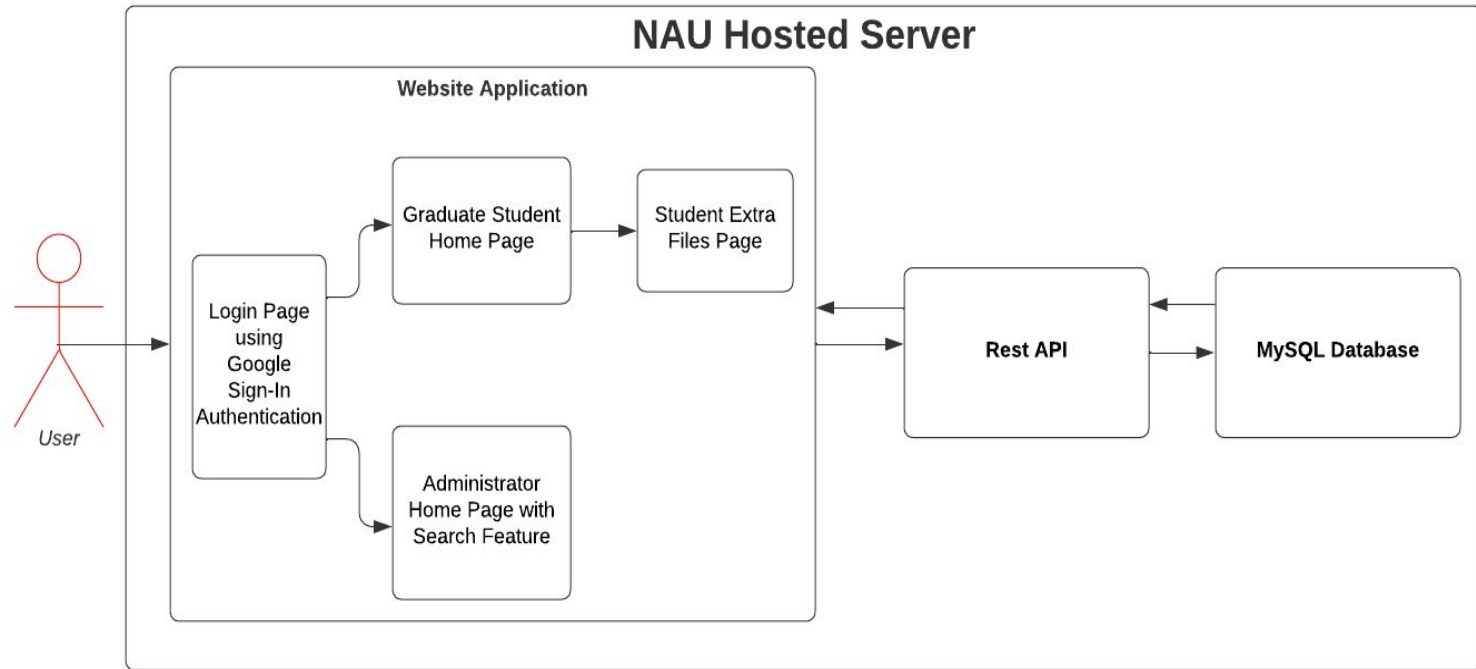 NAU Hosted Server
Website Application
Graduate Student
Home Page
Student Extra
Files Page
Login Page
using
Google
Sign-In
Authentication
User
Administrator
Home Page with
Search Feature
Rest API
MySQL Database